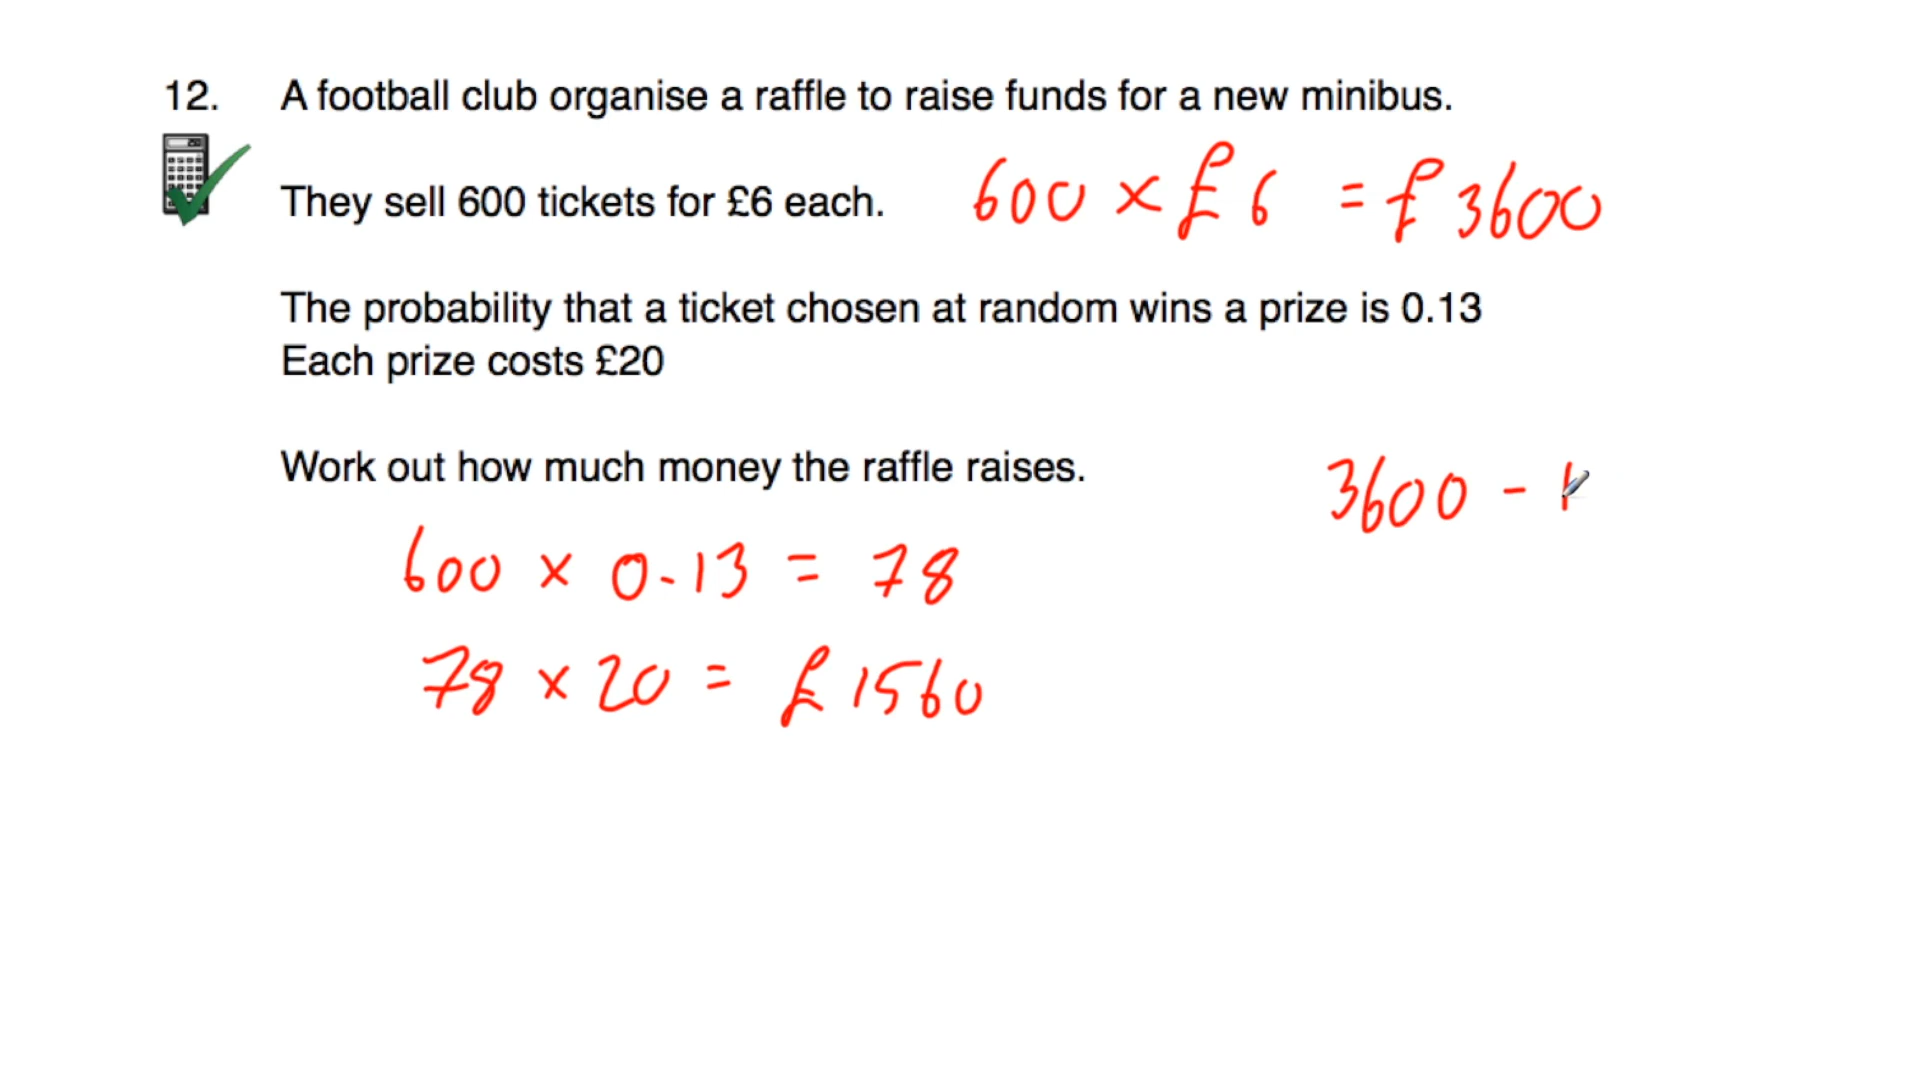 12. A football club organise a raffle to raise funds for a new minibus.
They sell 600 tickets for £6 each. 600 × £6 = £3600
The probability that a ticket chosen at random wins a prize is 0.13
Each prize costs £20
Work out how much money the raffle raises. 3600 - 1
600 × 0.13 = 78
78 × 20 = £1560